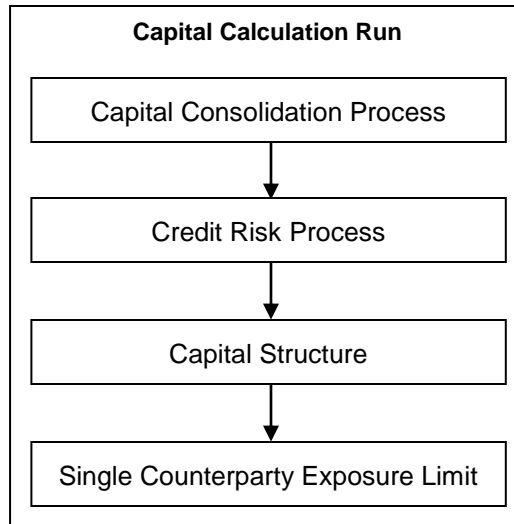 Capital Calculation Run
Capital Consolidation Process
Credit Risk Process
Capital Structure
Single Counterparty Exposure Limit